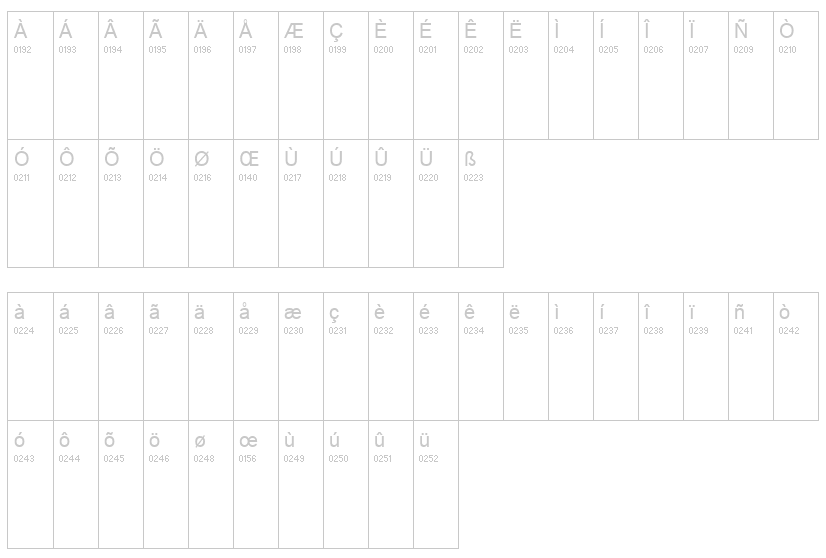 À Á Â Ã Ä Å Æ Ç È É Ê Ë Ì Í Î Ï Ñ Ò
0192 0193 0194 0195 0196 0197 0198 0199 0200 0201 0202 0203 0204 0205 0206 0207 0209 0210
Ó Ô Õ Ö Ø Œ Ù Ú Û Ü ß
0211 0212 0213 0214 0216 0140 0217 0218 0219 0220 0223
à á â ã ä å æ ç è é ê ë ì í î ï ñ ò
0224 0225 0226 0227 0228 0229 0230 0231 0232 0233 0234 0235 0236 0237 0238 0239 0241 0242
ó ô õ ö ø œ ù ú û ü
0243 0244 0245 0246 0248 0156 0249 0250 0251 0252